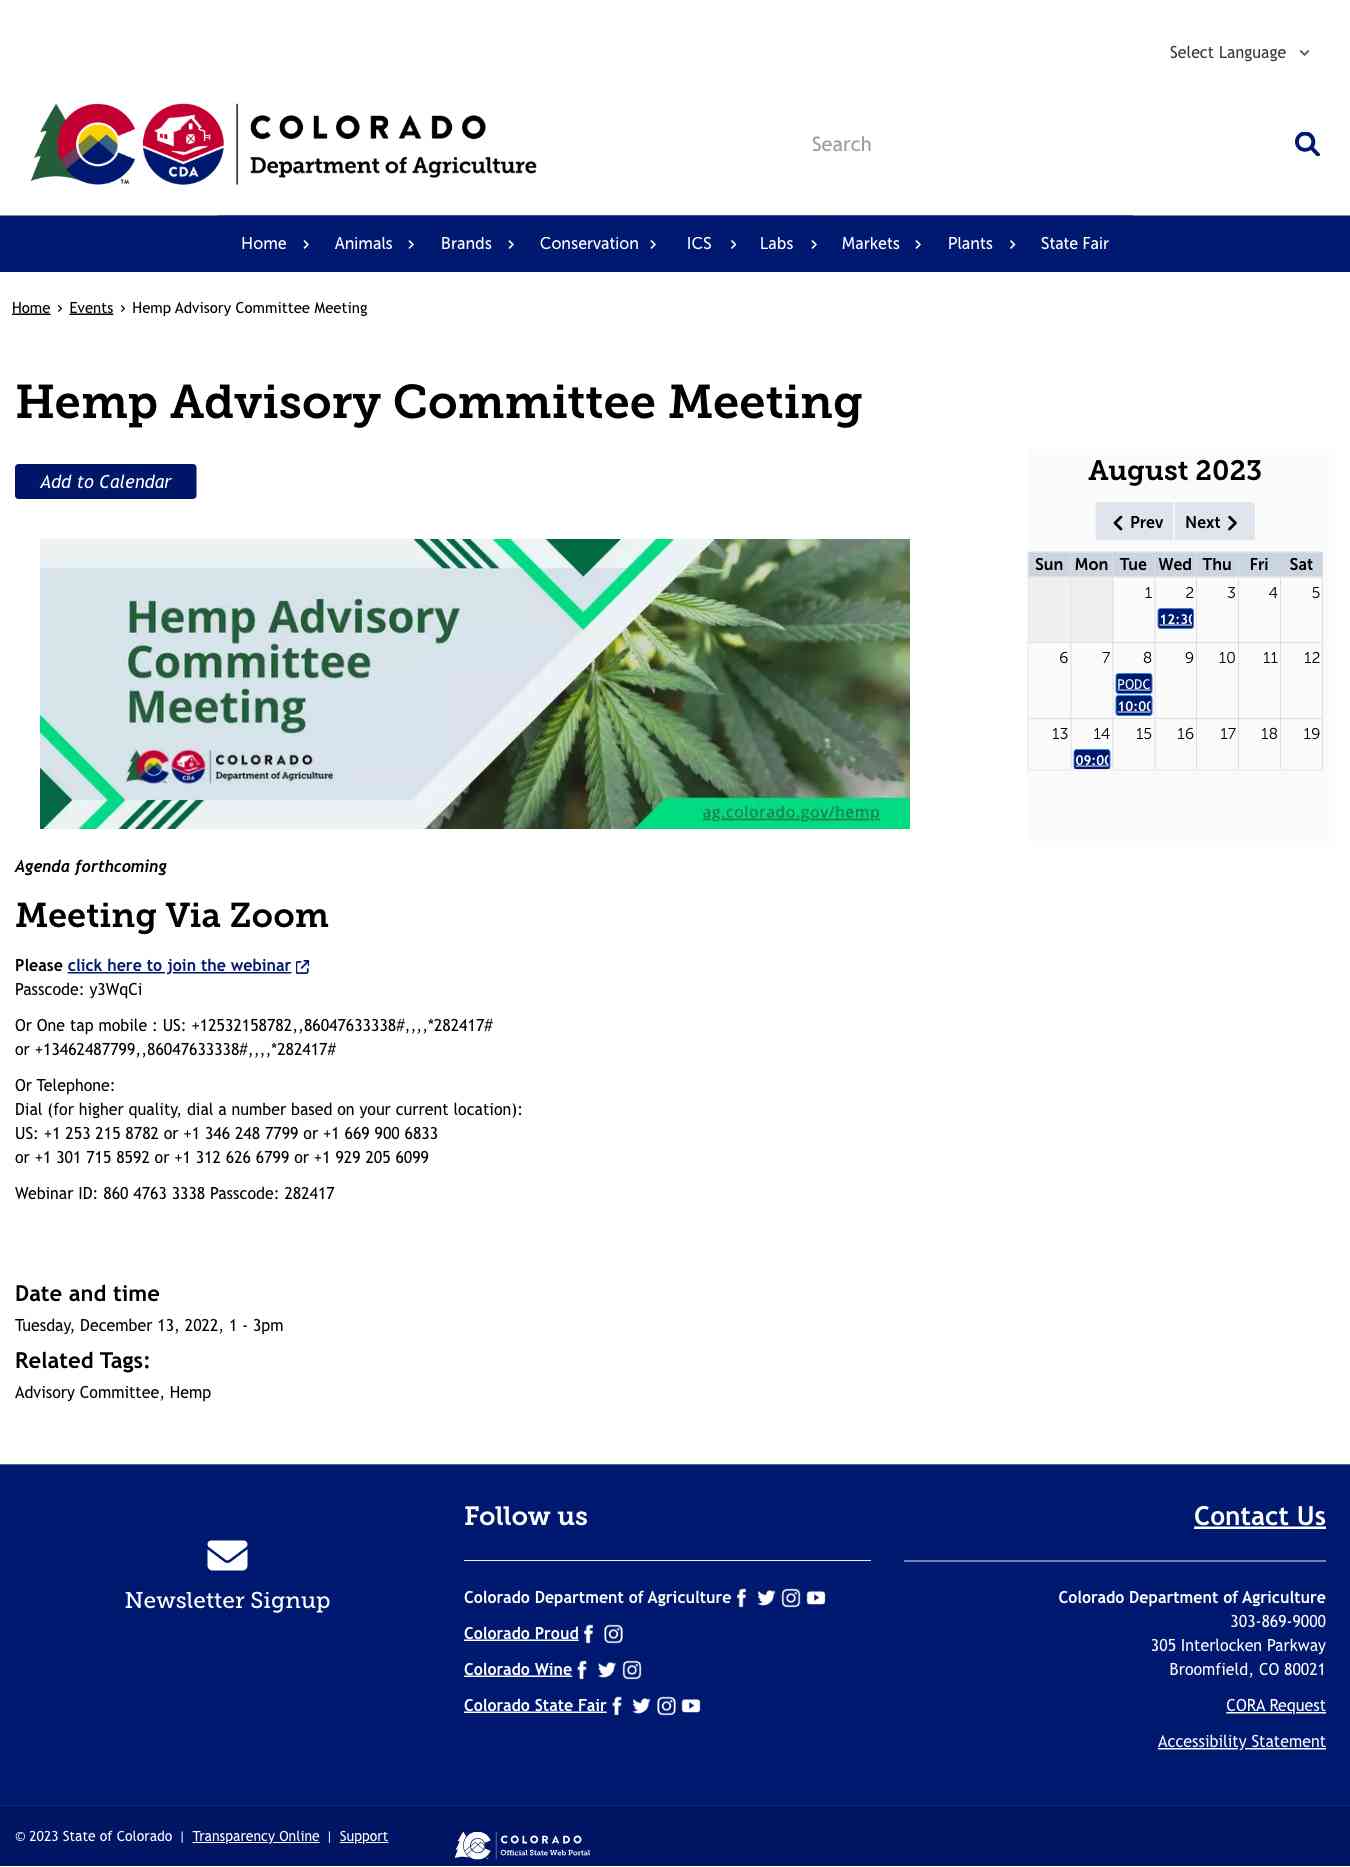 Select Language
COLORADO
Department of Agriculture
CDA
TM
Search
Home
Animals
Brands
Conservation
ICS
Labs
Markets
Plants
State Fair
Home › Events › Hemp Advisory Committee Meeting
Hemp Advisory Committee Meeting
Add to Calendar
Hemp Advisory
Committee
Meeting
CDA
COLORADO
Department of Agriculture
ag.colorado.gov/hemp
Agenda forthcoming
Meeting Via Zoom
Please click here to join the webinar
Passcode: y3WqCi
Or One tap mobile : US: +12532158782,,86047633338#,,,,*282417#
or +13462487799,,86047633338#,,,,*282417#
Or Telephone:
Dial (for higher quality, dial a number based on your current location):
US: +1 253 215 8782 or +1 346 248 7799 or +1 669 900 6833
or +1 301 715 8592 or +1 312 626 6799 or +1 929 205 6099
Webinar ID: 860 4763 3338 Passcode: 282417
Date and time
Tuesday, December 13, 2022, 1 - 3pm
Related Tags:
Advisory Committee, Hemp
August 2023
Prev Next
Sun Mon Tue Wed Thu Fri Sat
1 2 3 4 5
12:30
6 7 8 9 10 11 12
PODC
10:00
13 14 15 16 17 18 19
09:00
Newsletter Signup
Follow us
Colorado Department of Agriculture
Colorado Proud
Colorado Wine
Colorado State Fair
Contact Us
Colorado Department of Agriculture
303-869-9000
305 Interlocken Parkway
Broomfield, CO 80021
CORA Request
Accessibility Statement
© 2023 State of Colorado | Transparency Online | Support
COLORADO
Official State Web Portal